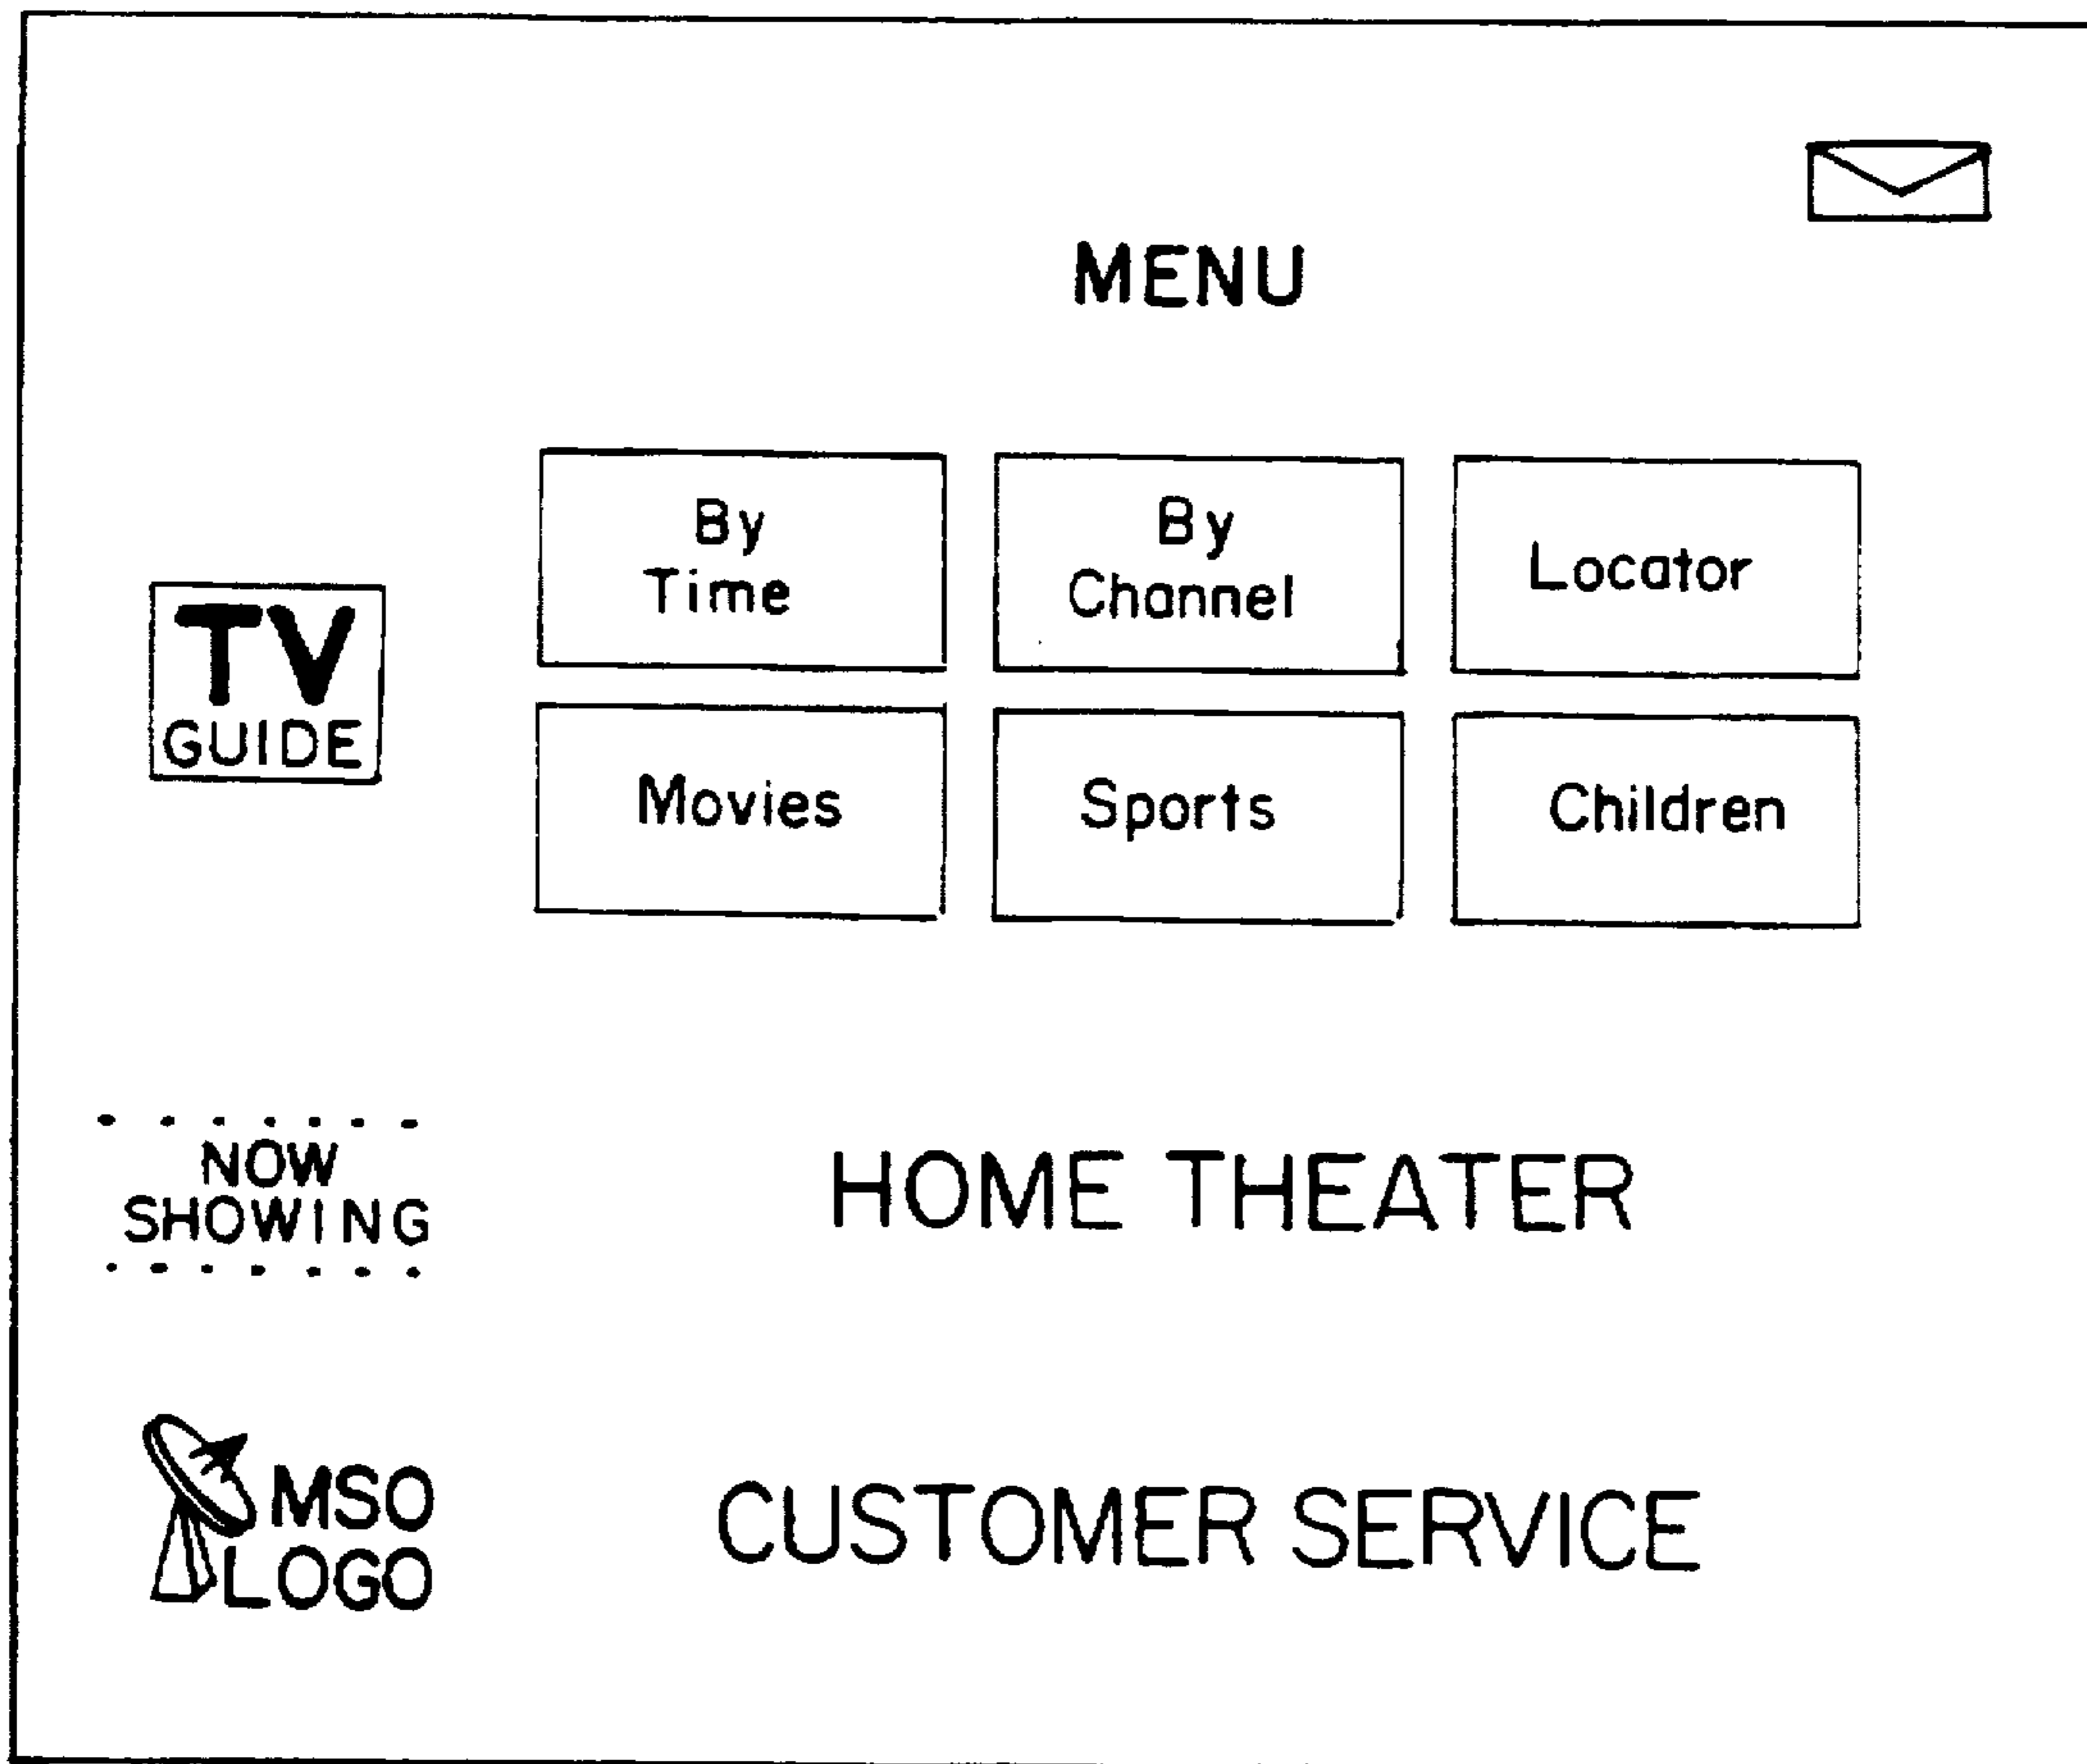 MENU
By
Time
By
Channel
Locator
TV
GUIDE
Movies
Sports
Children
NOW
SHOWING
HOME THEATER
MSO
LOGO
CUSTOMER SERVICE